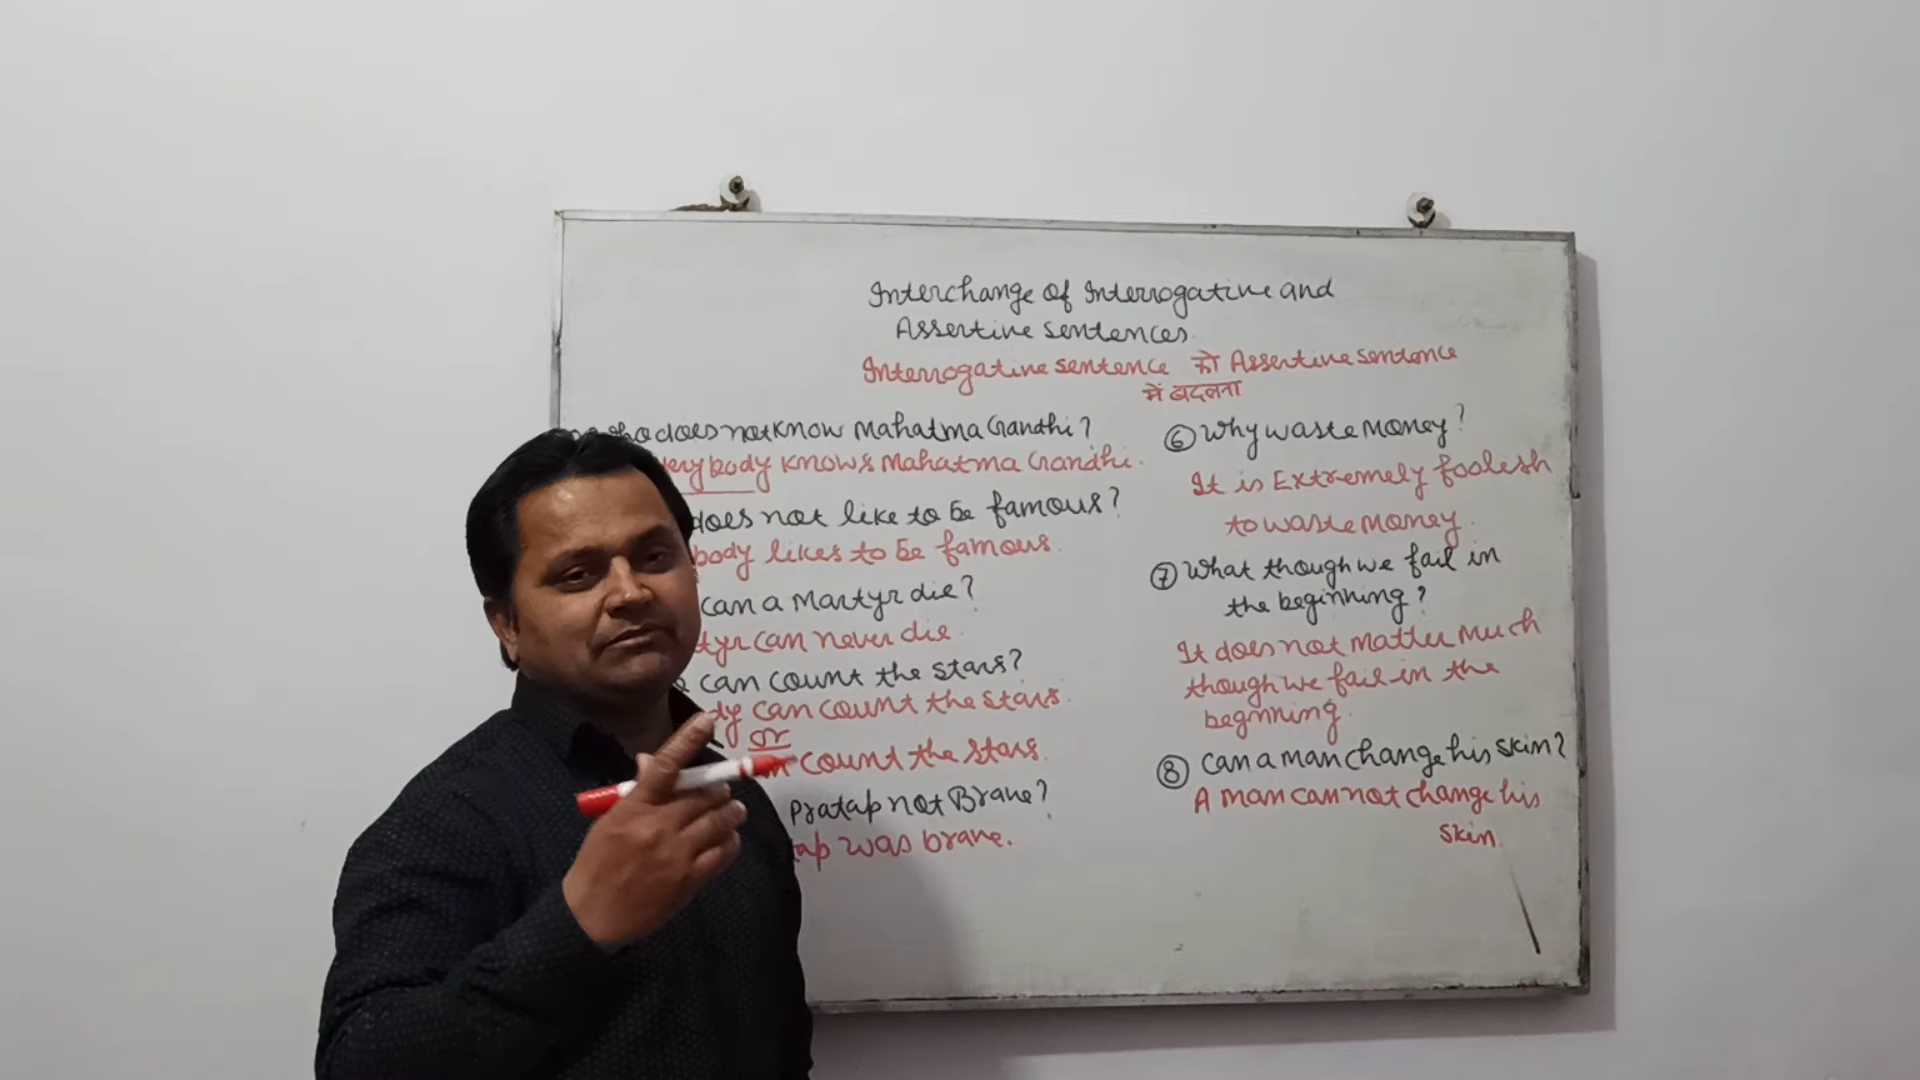 Interchange of Interrogative and
Assertive sentences.
Interrogative sentence को Assertive sentence
में बदलना
does not know Mahatma Gandhi?
knows Mahatma Gandhi.
does not like to be famous?
body likes to be famous.
can a Martyr die?
can never die.
can count the stars?
can count the stars.
or
count the stars.
Pratap not Brave?
was brave.
⑥ Why waste money?
It is Extremely foolish
to waste money.
⑦ What though we fail in
the beginning?
It does not matter much
though we fail in the
begnning.
⑧ Can a man change his skin?
A man can not change his
skin.